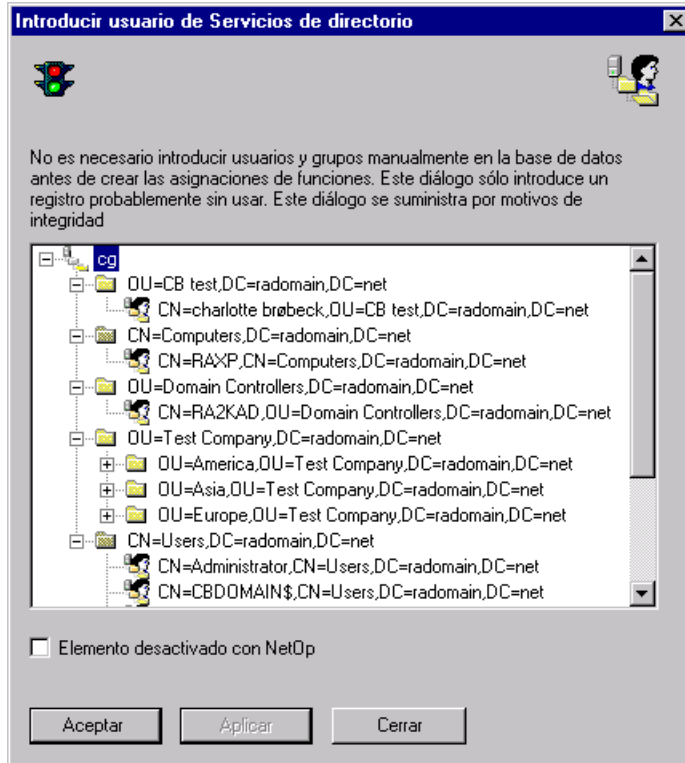 Introducir usuario de Servicios de directorio
No es necesario introducir usuarios y grupos manualmente en la base de datos
antes de crear las asignaciones de funciones. Este diálogo sólo introduce un
registro probablemente sin usar. Este diálogo se suministra por motivos de
integridad
cg
OU=CB test,DC=radomain,DC=net
CN=charlotte brøbeck,OU=CB test,DC=radomain,DC=net
CN=Computers,DC=radomain,DC=net
CN=RAXP,CN=Computers,DC=radomain,DC=net
OU=Domain Controllers,DC=radomain,DC=net
CN=RA2KAD,OU=Domain Controllers,DC=radomain,DC=net
OU=Test Company,DC=radomain,DC=net
OU=America,OU=Test Company,DC=radomain,DC=net
OU=Asia,OU=Test Company,DC=radomain,DC=net
OU=Europe,OU=Test Company,DC=radomain,DC=net
CN=Users,DC=radomain,DC=net
CN=Administrator,CN=Users,DC=radomain,DC=net
CN=CBDOMAIN$,CN=Users,DC=radomain,DC=net
Elemento desactivado con NetOp
Aceptar Aplicar Cerrar